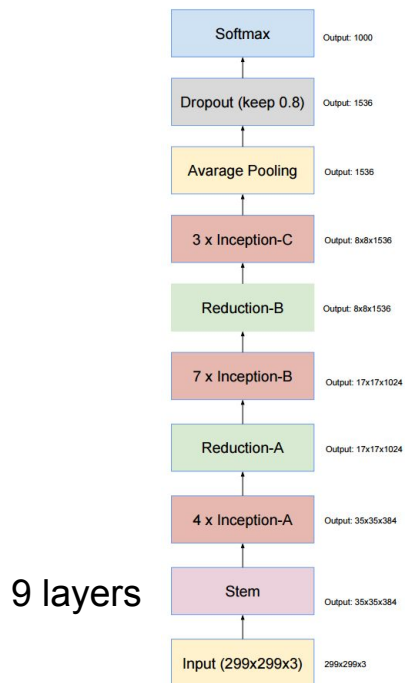 Softmax Output: 1000
Dropout (keep 0.8) Output: 1536
Avarage Pooling Output: 1536
3 x Inception-C Output: 8x8x1536
Reduction-B Output: 8x8x1536
7 x Inception-B Output: 17x17x1024
Reduction-A Output: 17x17x1024
4 x Inception-A Output: 35x35x384
9 layers Stem Output: 35x35x384
Input (299x299x3) 299x299x3